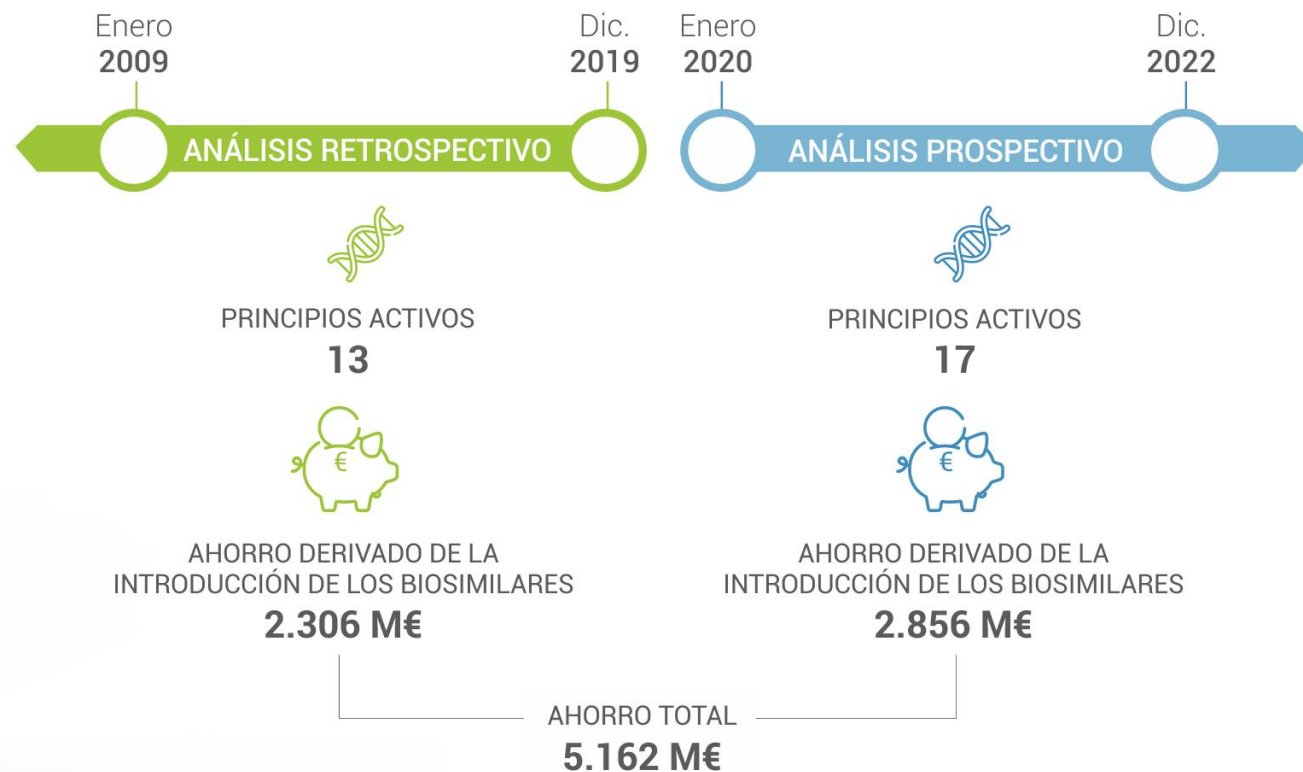 Enero
2009
Dic.
2019
Enero
2020
Dic.
2022
ANÁLISIS RETROSPECTIVO
ANÁLISIS PROSPECTIVO
PRINCIPIOS ACTIVOS
13
PRINCIPIOS ACTIVOS
17
€
€
AHORRO DERIVADO DE LA
INTRODUCCIÓN DE LOS BIOSIMILARES
2.306 M€
AHORRO DERIVADO DE LA
INTRODUCCIÓN DE LOS BIOSIMILARES
2.856 M€
AHORRO TOTAL
5.162 M€